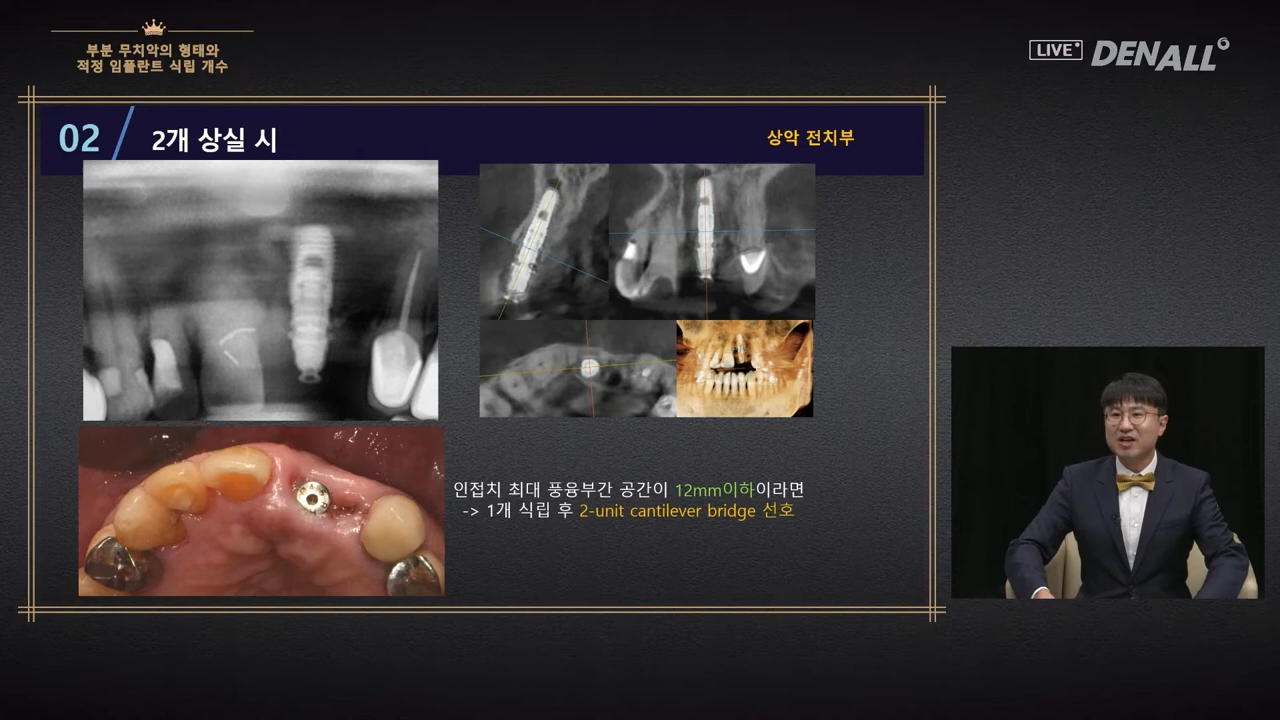 부분 무치악의 형태와
적정 임플란트 식립 개수
LIVE
DENALL
02 / 2개 상실 시
상악 전치부
인접치 최대 풍융부간 공간이 12mm이하이라면
-> 1개 식립 후 2-unit cantilever bridge 선호